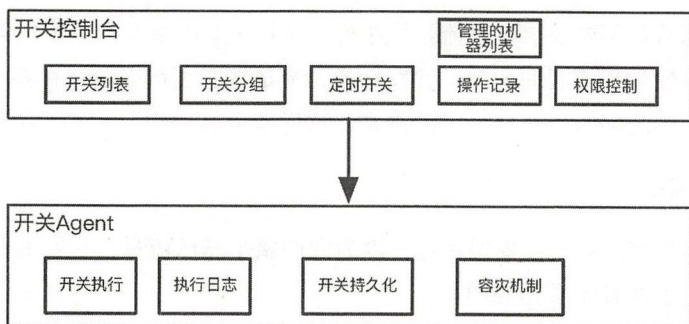 开关控制台
管理的机
器列表
开关列表
开关分组
定时开关
操作记录
权限控制
开关Agent
开关执行
执行日志
开关持久化
容灾机制